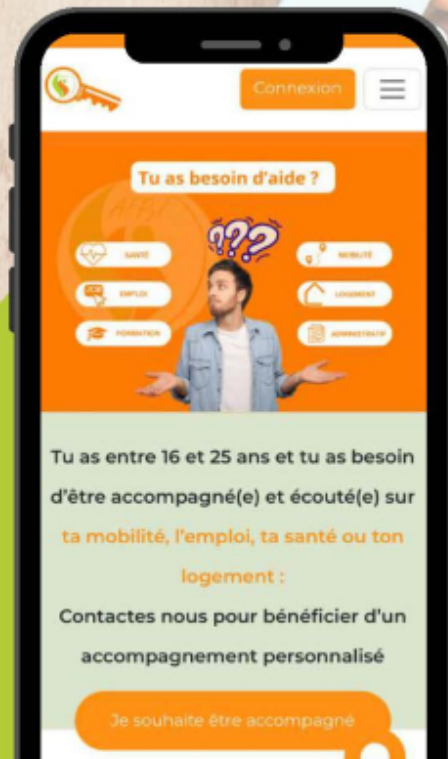 Connexion
Tu as besoin d'aide ?
???
SANTÉ
MOBILITÉ
JOB
EMPLOI
LOGEMENT
FORMATION
ADMINISTRATIF
Tu as entre 16 et 25 ans et tu as besoin
d'être accompagné(e) et écouté(e) sur
ta mobilité, l'emploi, ta santé ou ton
logement :
Contactes nous pour bénéficier d'un
accompagnement personnalisé
Je souhaite être accompagné